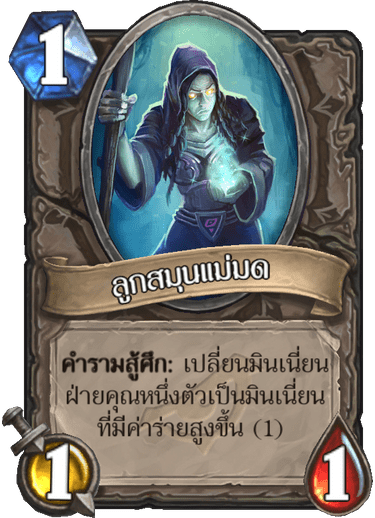 1
ลูกสมุนแม่มด
คำรามสู้ศึก: เปลี่ยนมินเนี่ยน
ฝ่ายคุณหนึ่งตัวเป็นมินเนี่ยน
ที่มีค่าร่ายสูงขึ้น (1)
1
1